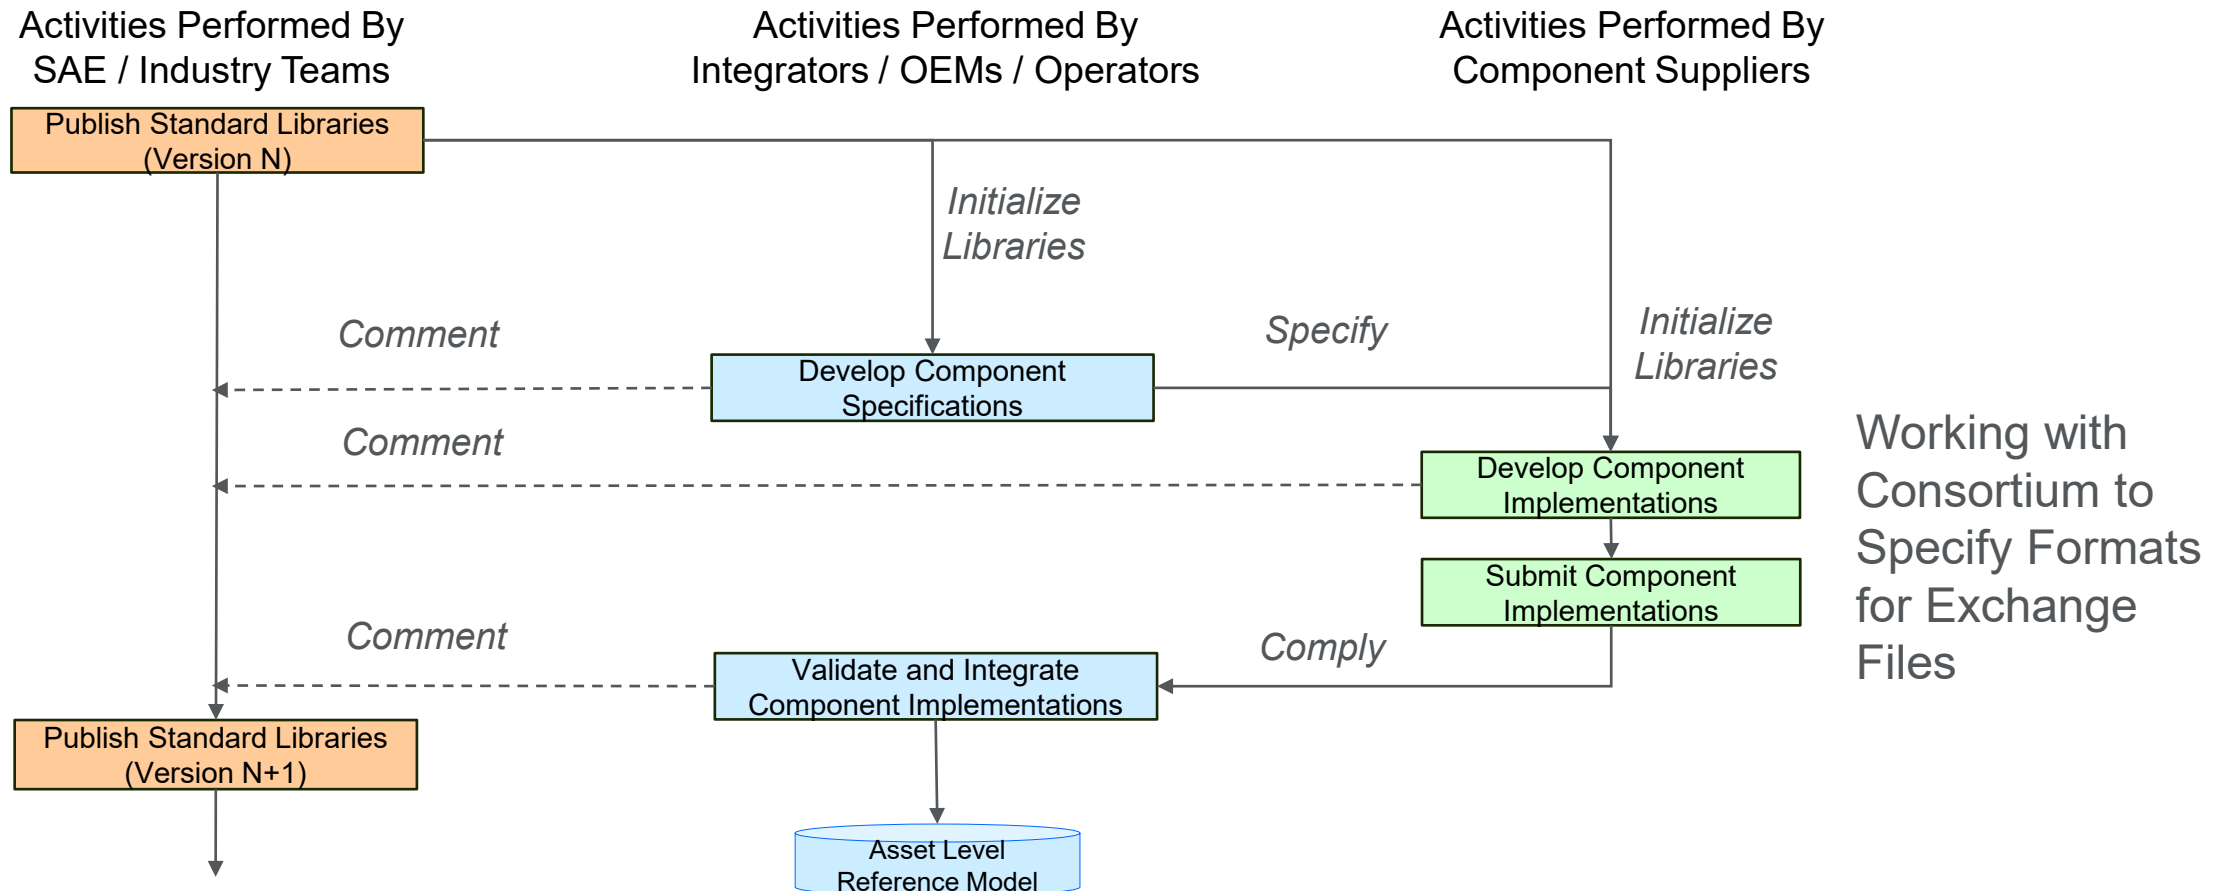 Activities Performed By
SAE / Industry Teams
Activities Performed By
Integrators / OEMs / Operators
Activities Performed By
Component Suppliers
Publish Standard Libraries
(Version N)
Initialize
Libraries
Comment
Specify
Initialize
Libraries
Develop Component
Specifications
Comment
Develop Component
Implementations
Working with
Consortium to
Specify Formats
for Exchange
Files
Submit Component
Implementations
Comment
Comply
Validate and Integrate
Component Implementations
Publish Standard Libraries
(Version N+1)
Asset Level
Reference Model